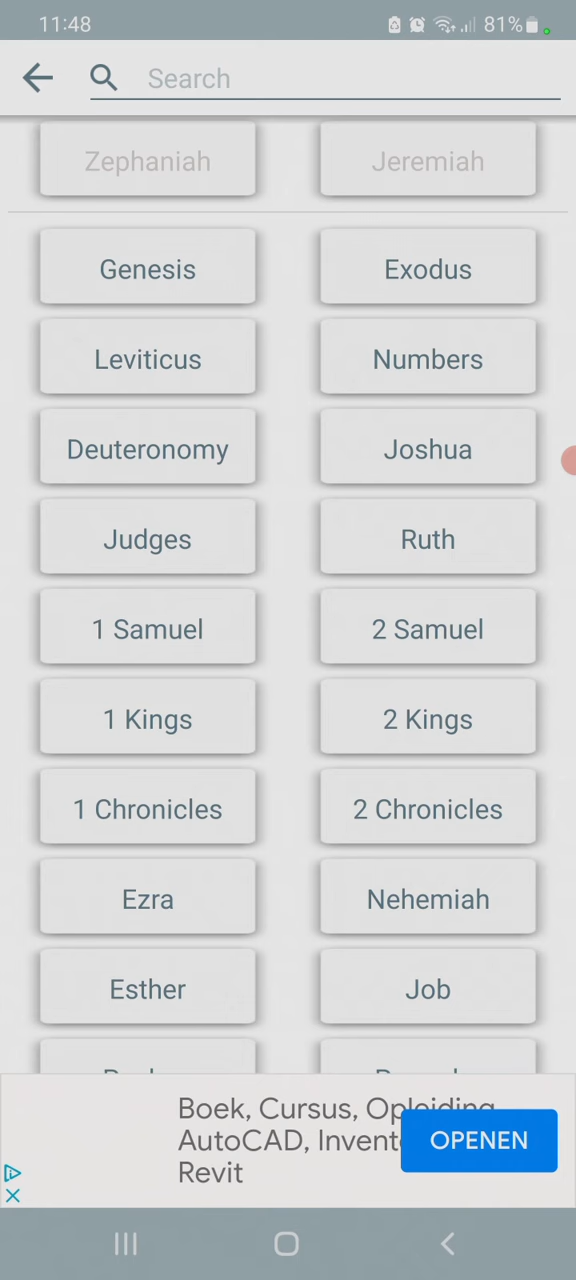 11:48
81%
Search
Zephaniah
Jeremiah
Genesis
Exodus
Leviticus
Numbers
Deuteronomy
Joshua
Judges
Ruth
1 Samuel
2 Samuel
1 Kings
2 Kings
1 Chronicles
2 Chronicles
Ezra
Nehemiah
Esther
Job
Boek, Cursus, Opleiding
AutoCAD,
Revit
OPENEN